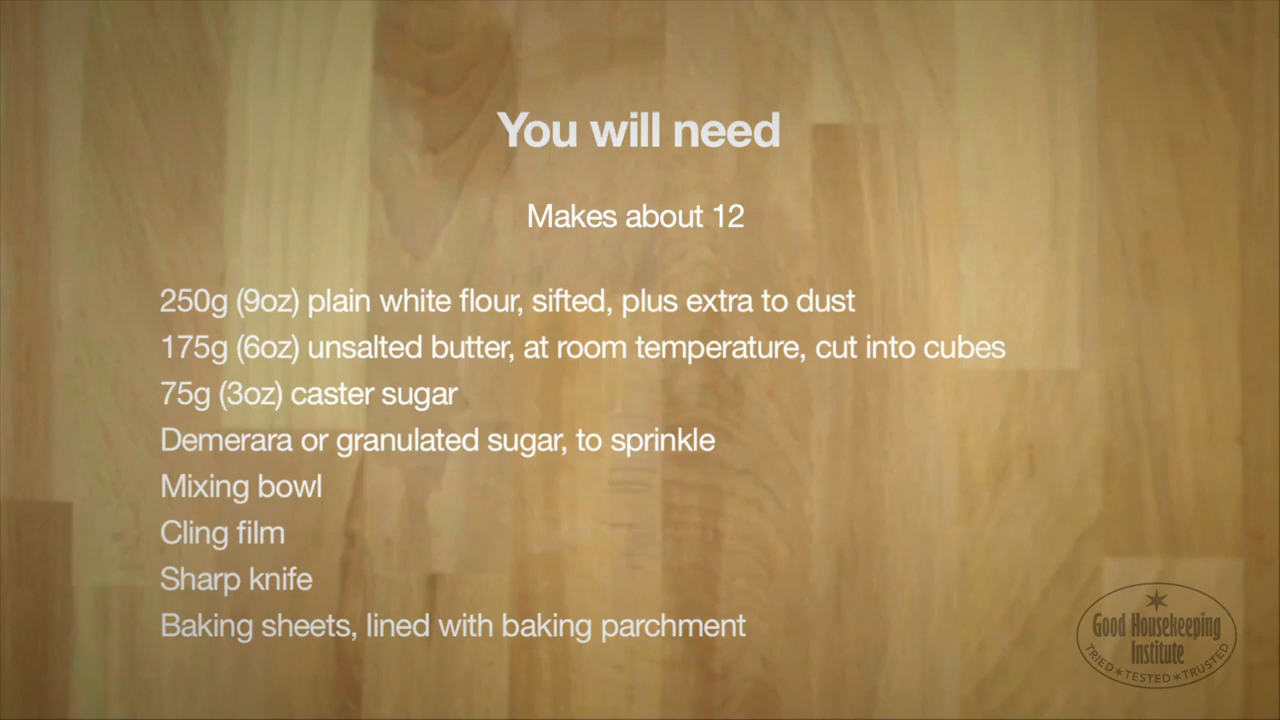 You will need
Makes about 12
250g (9oz) plain white flour, sifted, plus extra to dust
175g (6oz) unsalted butter, at room temperature, cut into cubes
75g (3oz) caster sugar
Demerara or granulated sugar, to sprinkle
Mixing bowl
Cling film
Sharp knife
Baking sheets, lined with baking parchment
Good Housekeeping
Institute
TRIED★TESTED★TRUSTED